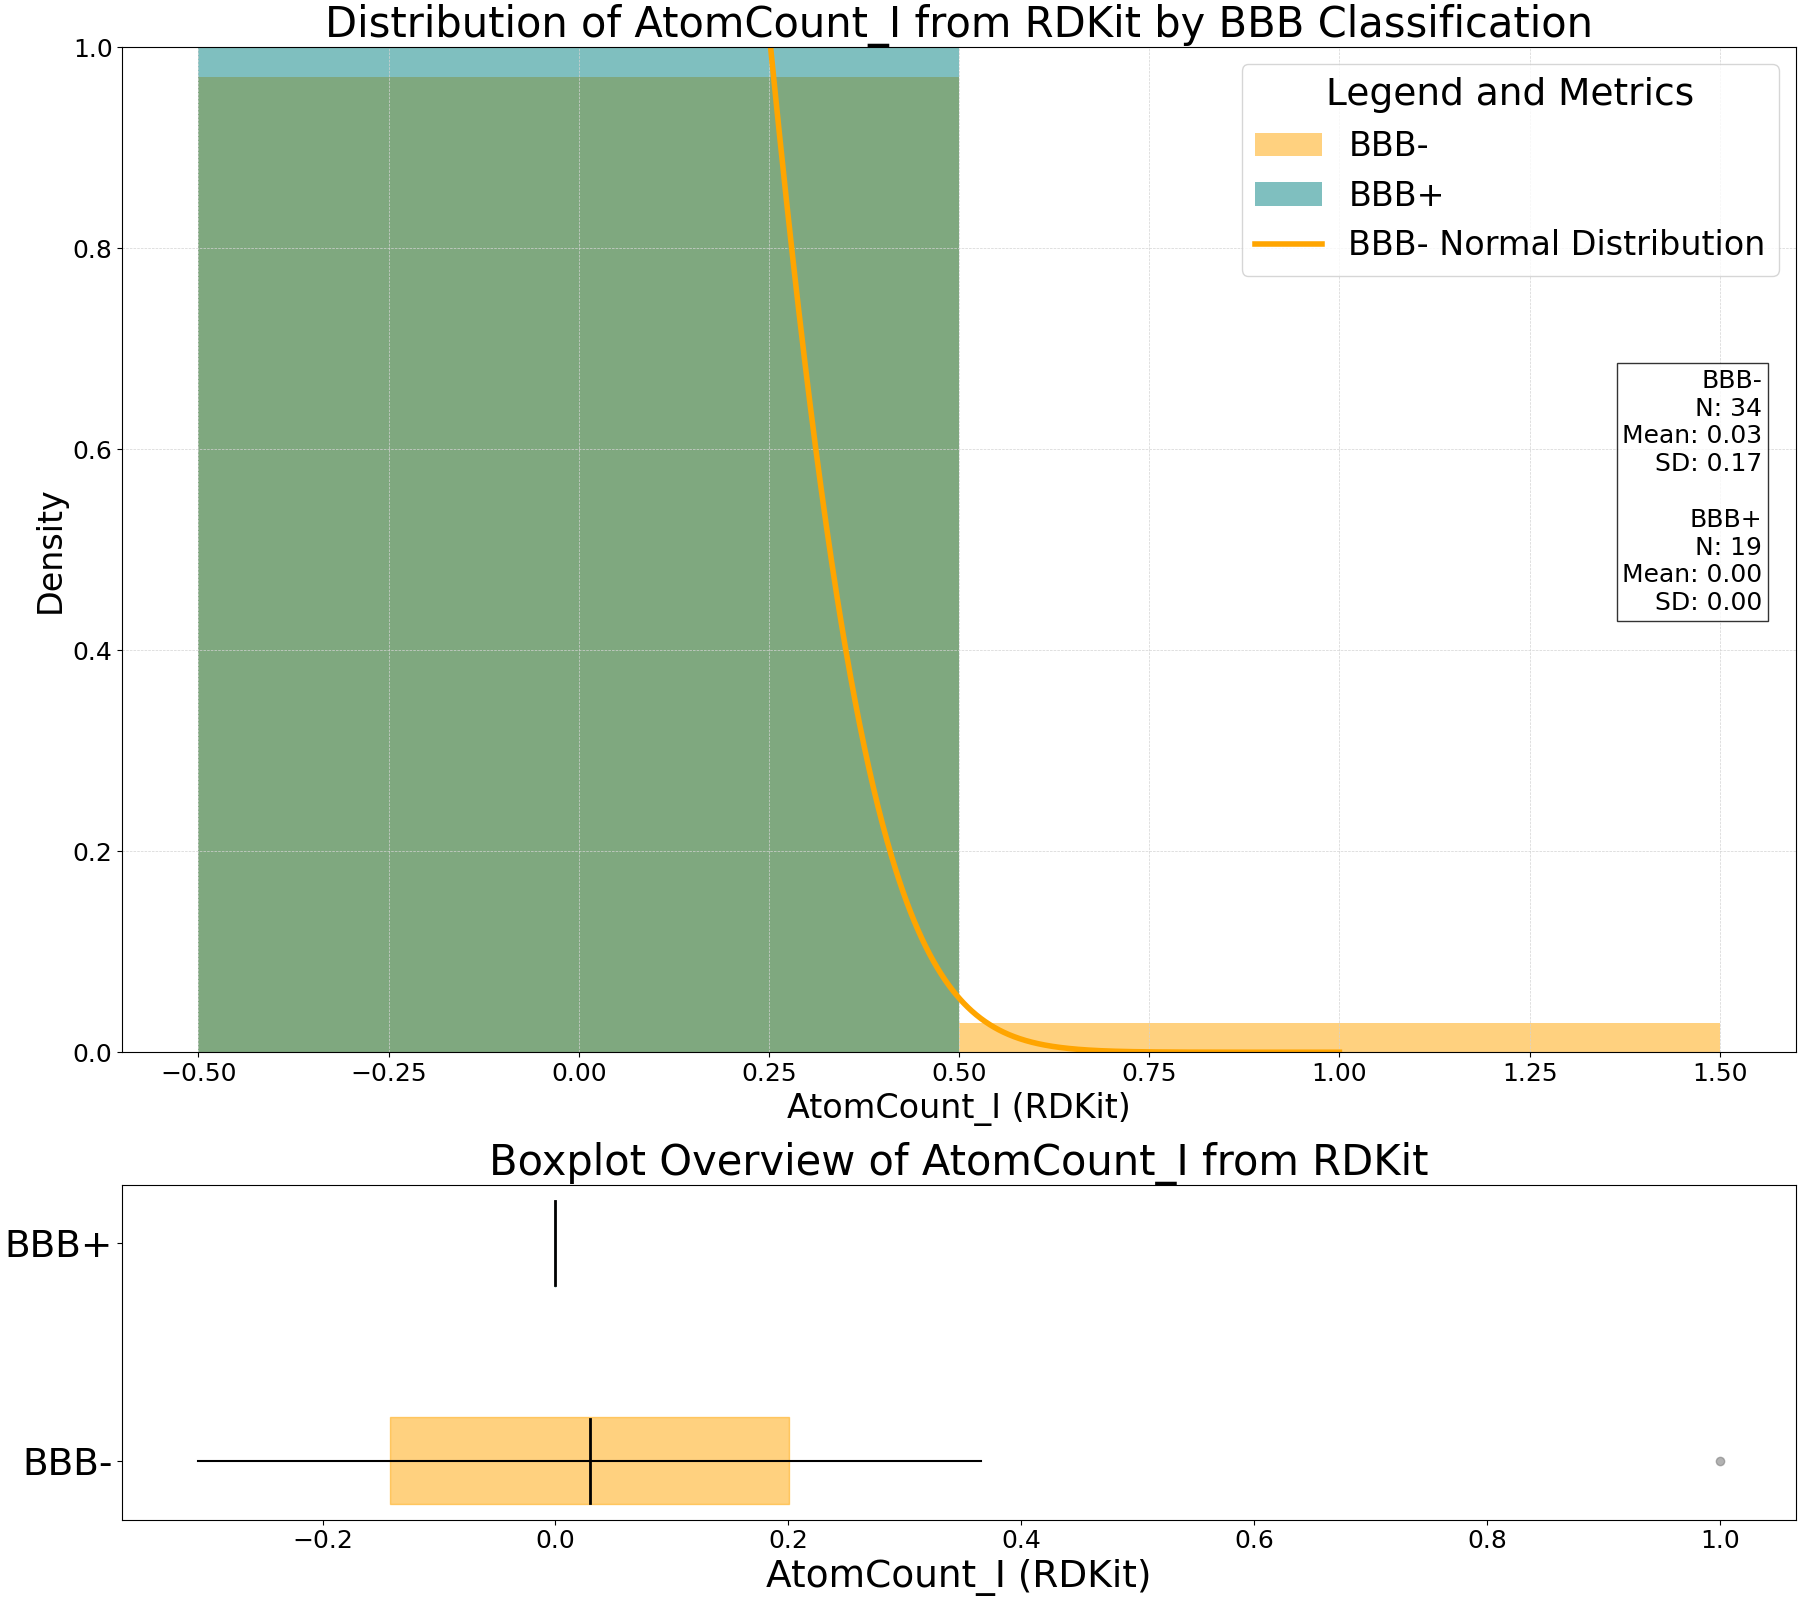 Distribution of AtomCount_I from RDKit by BBB Classification
Legend and Metrics
BBB-
BBB+
BBB- Normal Distribution
BBB-
N: 34
Mean: 0.03
SD: 0.17
BBB+
N: 19
Mean: 0.00
SD: 0.00
Density
1.0
0.8
0.6
0.4
0.2
0.0
−0.50 −0.25 0.00 0.25 0.50 0.75 1.00 1.25 1.50
AtomCount_I (RDKit)
Boxplot Overview of AtomCount_I from RDKit
BBB+
BBB-
−0.2 0.0 0.2 0.4 0.6 0.8 1.0
AtomCount_I (RDKit)